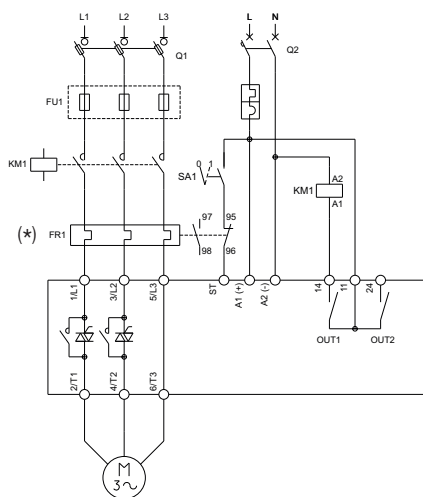 L1 L2 L3 L N
Q1 Q2
FU1
KM1
0 1
SA1
A2
KM1
A1
97 95
(*) FR1
98 96
1/L1 3/L2 5/L3 ST A1 (+) A2 (-) 14 11 24
OUT1 OUT2
2/T1 4/T2 6/T3
M
3~